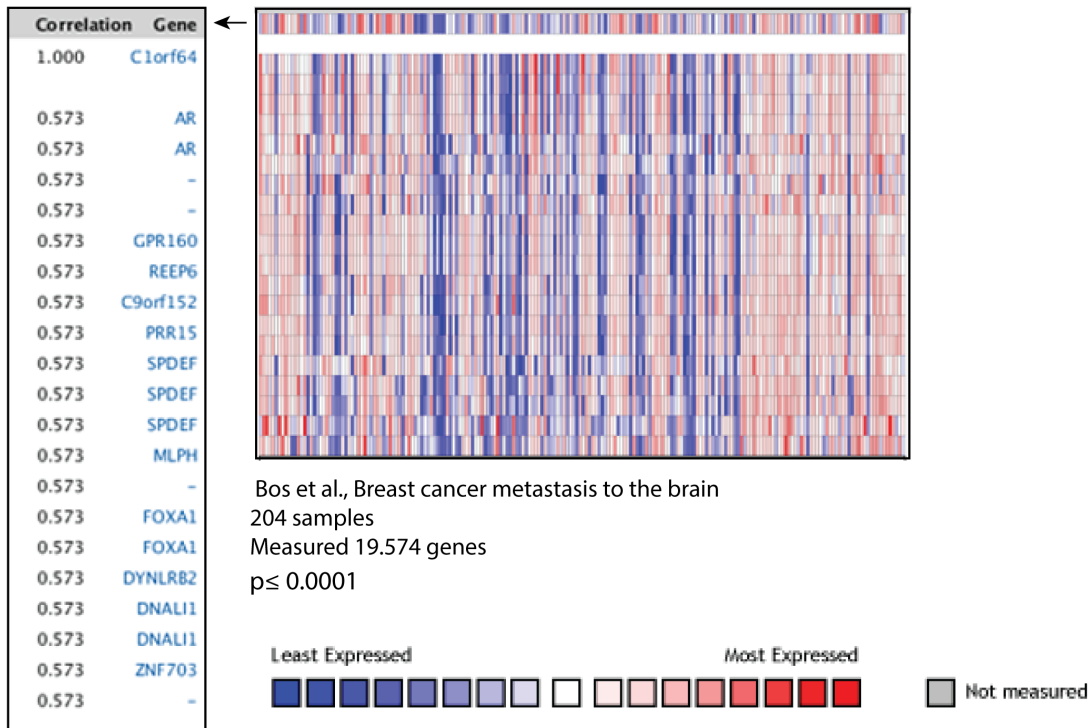 Correlation Gene
1.000 C1orf64
0.573 AR
0.573 AR
0.573 –
0.573 –
0.573 GPR160
0.573 REEP6
0.573 C9orf152
0.573 PRR15
0.573 SPDEF
0.573 SPDEF
0.573 SPDEF
0.573 MLPH
0.573 –
0.573 FOXA1
0.573 FOXA1
0.573 DYNLRB2
0.573 DNALI1
0.573 DNALI1
0.573 ZNF703
0.573 –
Bos et al., Breast cancer metastasis to the brain
204 samples
Measured 19.574 genes
p≤ 0.0001
Least Expressed Most Expressed
Not measured